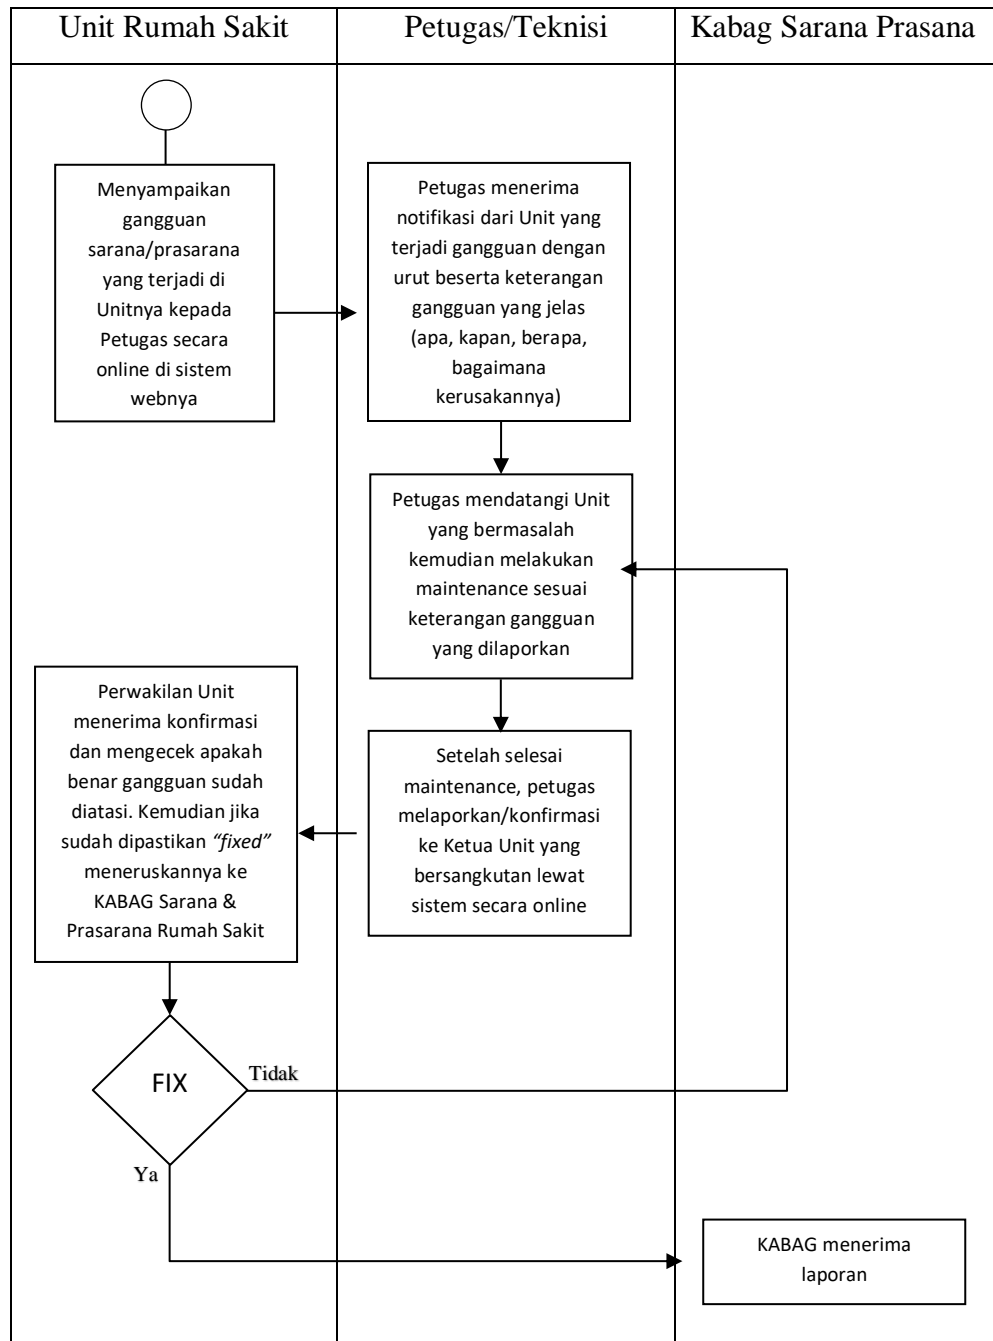 Unit Rumah Sakit
Petugas/Teknisi
Kabag Sarana Prasana
Menyampaikan
gangguan
sarana/prasarana
yang terjadi di
Unitnya kepada
Petugas secara
online di sistem
webnya
Petugas menerima
notifikasi dari Unit yang
terjadi gangguan dengan
urut beserta keterangan
gangguan yang jelas
(apa, kapan, berapa,
bagaimana
kerusakannya)
Petugas mendatangi Unit
yang bermasalah
kemudian melakukan
maintenance sesuai
keterangan gangguan
yang dilaporkan
Setelah selesai
maintenance, petugas
melaporkan/konfirmasi
ke Ketua Unit yang
bersangkutan lewat
sistem secara online
Perwakilan Unit
menerima konfirmasi
dan mengecek apakah
benar gangguan sudah
diatasi. Kemudian jika
sudah dipastikan “fixed”
meneruskannya ke
KABAG Sarana &
Prasarana Rumah Sakit
FIX
Tidak
Ya
KABAG menerima
laporan